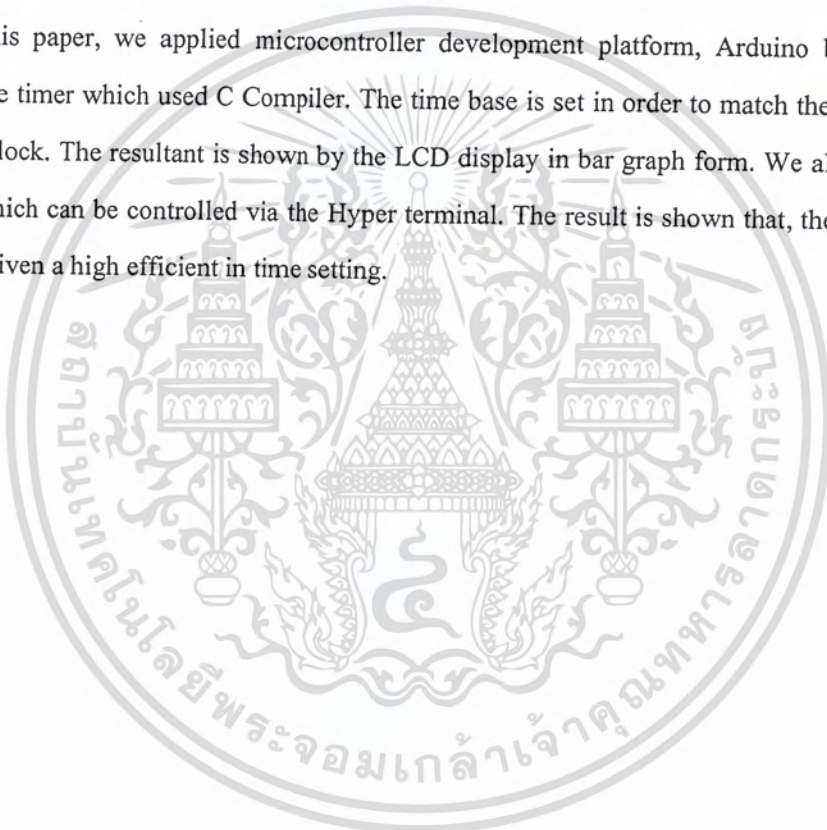 is paper, we applied microcontroller development platform, Arduino
e timer which used C Compiler. The time base is set in order to match the
lock. The resultant is shown by the LCD display in bar graph form. We al
hich can be controlled via the Hyper terminal. The result is shown that, the
iven a high efficient in time setting.
สถาบันเทคโนโลยีพระจอมเกล้าเจ้าคุณทหารลาดกระบัง